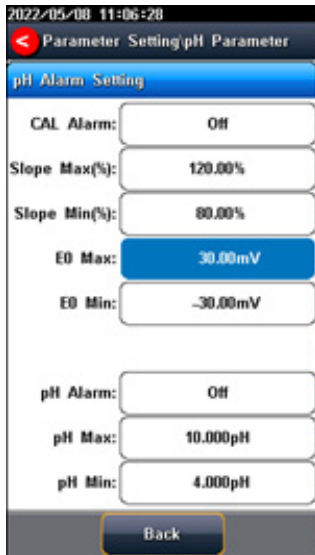 2022/05/08 11:06:28
< Parameter Setting\pH Parameter
pH Alarm Setting
CAL Alarm: Off
Slope Max(%): 120.00%
Slope Min(%): 80.00%
E0 Max: 30.00mV
E0 Min: -30.00mV
pH Alarm: Off
pH Max: 10.000pH
pH Min: 4.000pH
Back